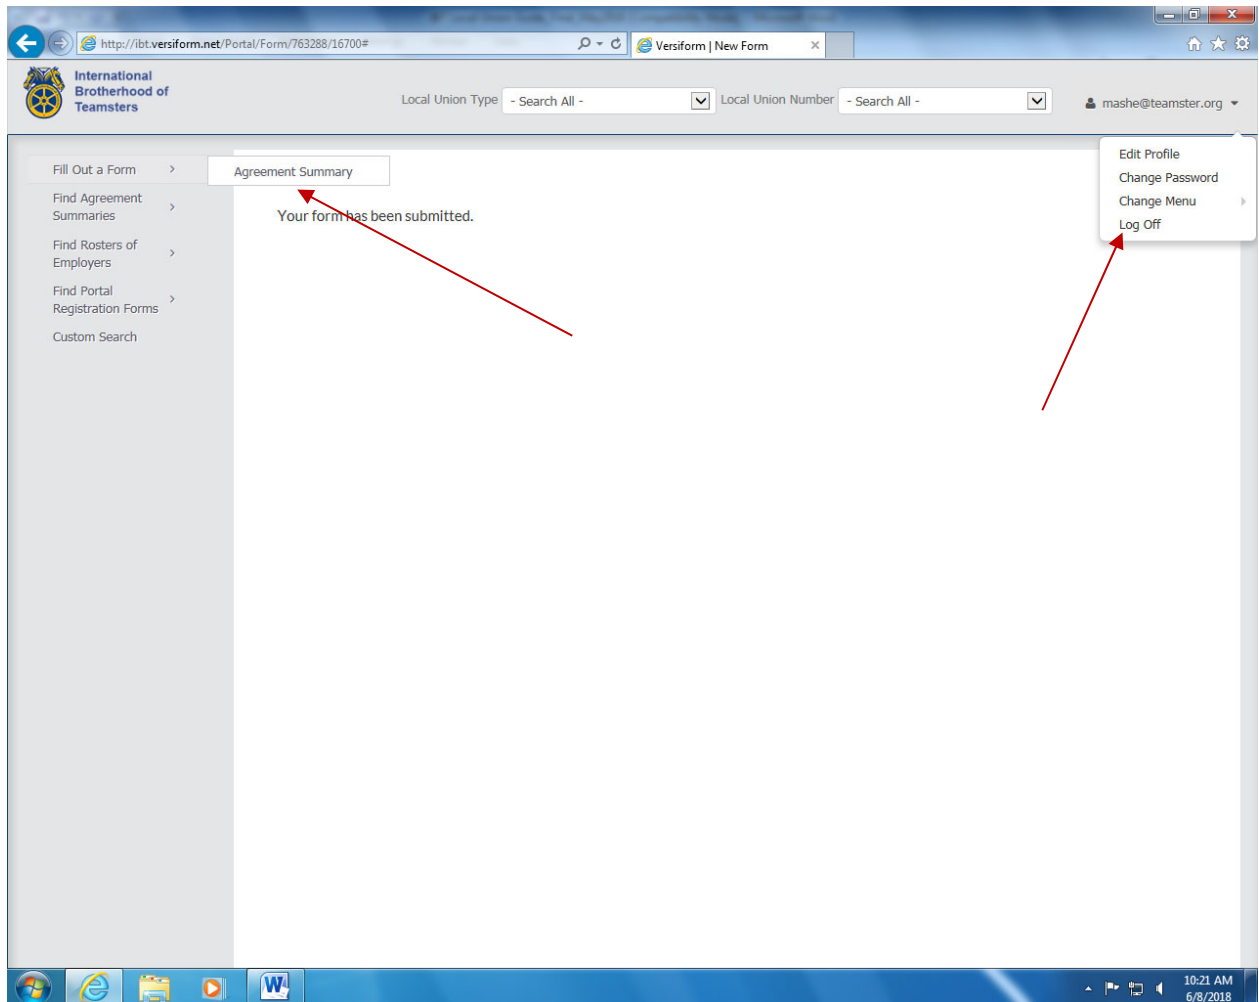 http://ibt.versiform.net/Portal/Form/763288/16700#
Versiform | New Form
International
Brotherhood of
Teamsters
Local Union Type - Search All -
Local Union Number - Search All -
mashe@teamster.org
Edit Profile
Change Password
Change Menu
Log Off
Fill Out a Form
Agreement Summary
Find Agreement
Summaries
Your form has been submitted.
Find Rosters of
Employers
Find Portal
Registration Forms
Custom Search
10:21 AM
6/8/2018